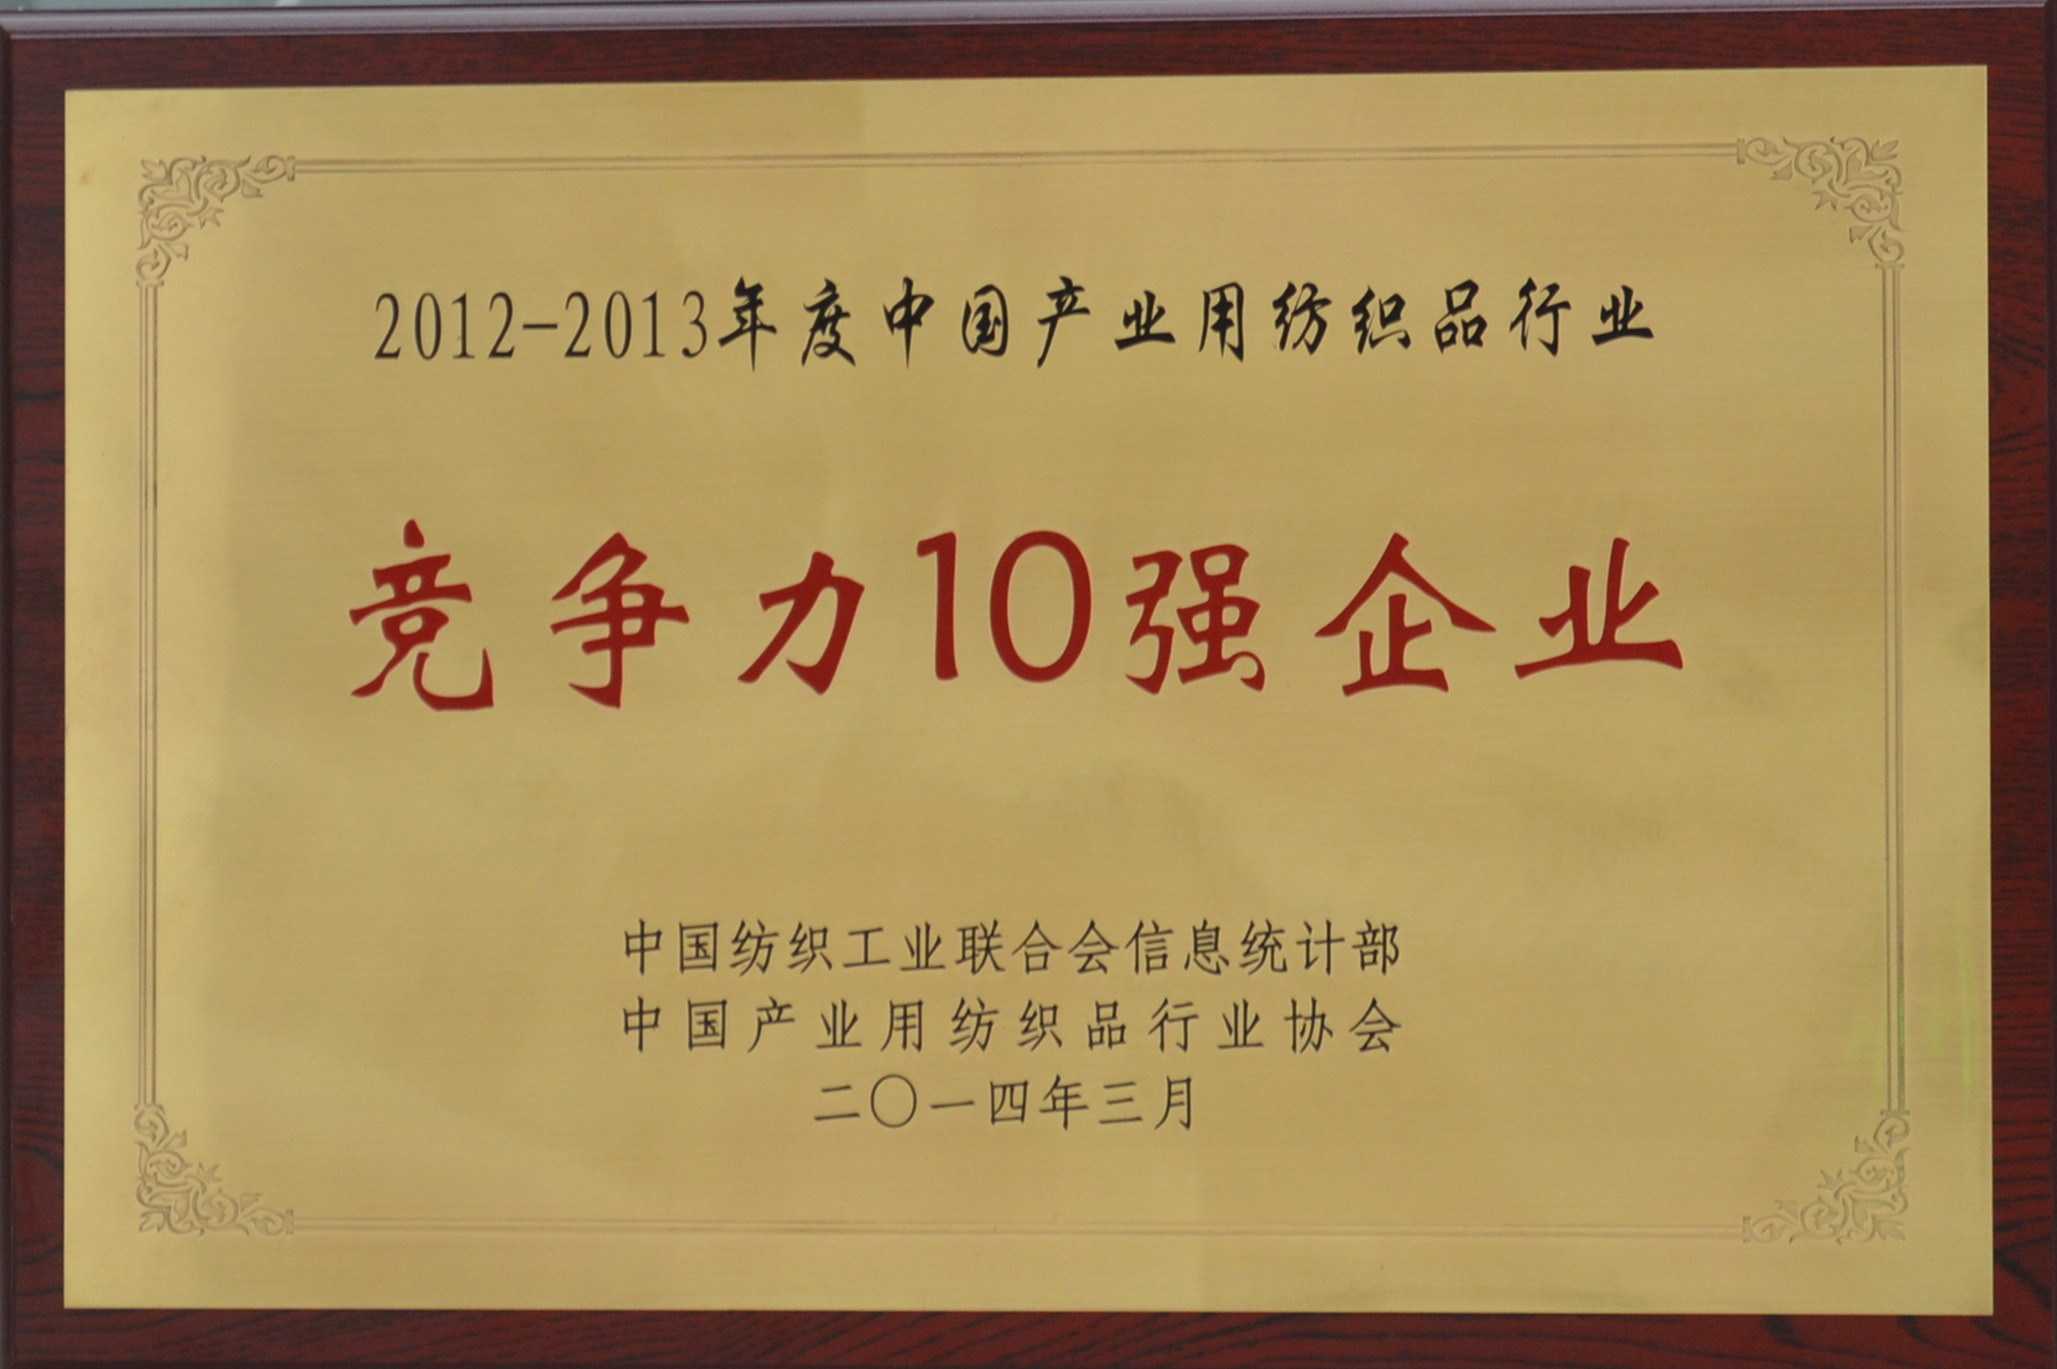 2012-2013年度中国产业用纺织品行业
竞争力10强企业
中国纺织工业联合会信息统计部
中国产业用纺织品行业协会
二〇一四年三月